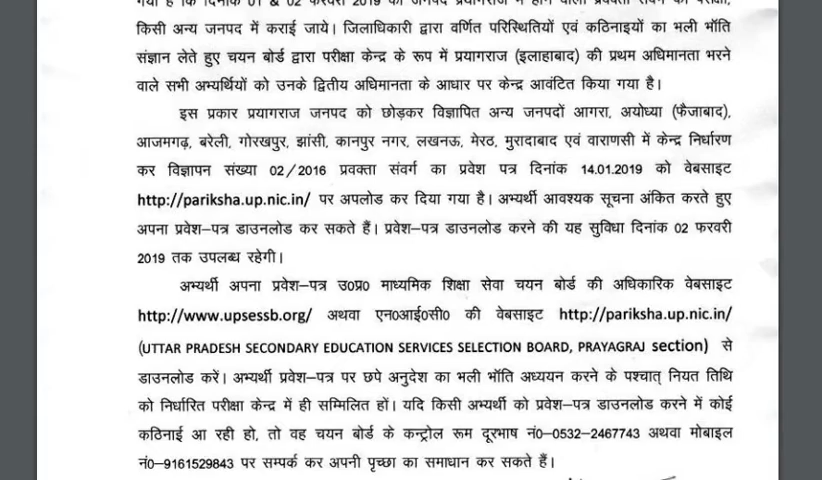 गया है कि दिनांक 01 & 02 फरवरी 2019 को जनपद प्रयागराज में होने वाली प्रवक्ता संवर्ग की परीक्षा,
किसी अन्य जनपद में कराई जाये। जिलाधिकारी द्वारा वर्णित परिस्थितियों एवं कठिनाइयों का भली भाँति
संज्ञान लेते हुए चयन बोर्ड द्वारा परीक्षा केन्द्र के रूप में प्रयागराज (इलाहाबाद) की प्रथम अधिमानता भरने
वाले सभी अभ्यर्थियों को उनके द्वितीय अधिमानता के आधार पर केन्द्र आवंटित किया गया है।
इस प्रकार प्रयागराज जनपद को छोड़कर विज्ञापित अन्य जनपदों आगरा, अयोध्या (फैजाबाद),
आजमगढ़, बरेली, गोरखपुर, झांसी, कानपुर नगर, लखनऊ, मेरठ, मुरादाबाद एवं वाराणसी में केन्द्र निर्धारण
कर विज्ञापन संख्या 02/2016 प्रवक्ता संवर्ग का प्रवेश पत्र दिनांक 14.01.2019 को वेबसाइट
http://pariksha.up.nic.in/ पर अपलोड कर दिया गया है। अभ्यर्थी आवश्यक सूचना अंकित करते हुए
अपना प्रवेश–पत्र डाउनलोड कर सकते हैं। प्रवेश–पत्र डाउनलोड करने की यह सुविधा दिनांक 02 फरवरी
2019 तक उपलब्ध रहेगी।
अभ्यर्थी अपना प्रवेश–पत्र उ0प्र0 माध्यमिक शिक्षा सेवा चयन बोर्ड की अधिकारिक वेबसाइट
http://www.upsessb.org/ अथवा एन0आई0सी0 की वेबसाइट http://pariksha.up.nic.in/
(UTTAR PRADESH SECONDARY EDUCATION SERVICES SELECTION BOARD, PRAYAGRAJ section) से
डाउनलोड करें। अभ्यर्थी प्रवेश–पत्र पर छपे अनुदेश का भली भाँति अध्ययन करने के पश्चात् नियत तिथि
को निर्धारित परीक्षा केन्द्र में ही सम्मिलित हों। यदि किसी अभ्यर्थी को प्रवेश–पत्र डाउनलोड करने में कोई
कठिनाई आ रही हो, तो वह चयन बोर्ड के कन्ट्रोल रूम दूरभाष नं0–0532–2467743 अथवा मोबाइल
नं0–9161529843 पर सम्पर्क कर अपनी पृच्छा का समाधान कर सकते हैं।